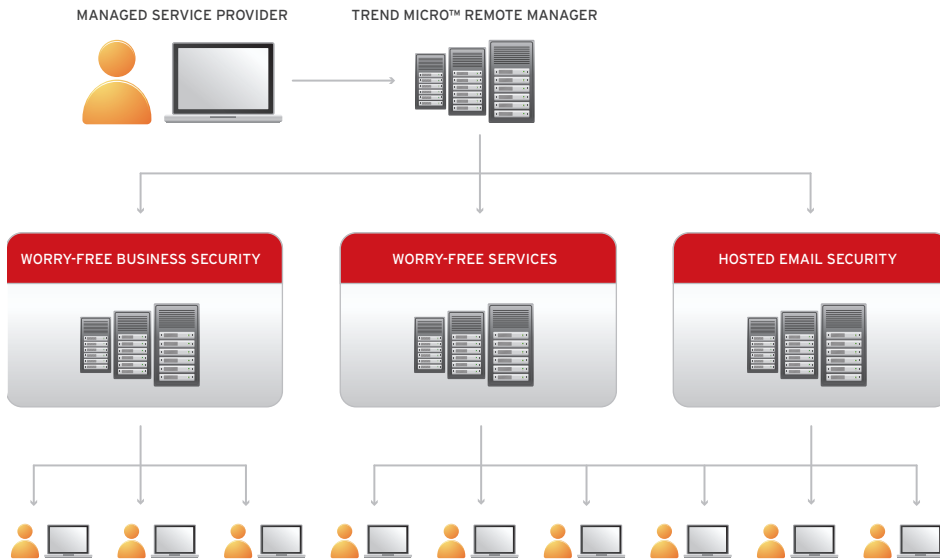 MANAGED SERVICE PROVIDER
TREND MICRO™ REMOTE MANAGER
WORRY-FREE BUSINESS SECURITY
WORRY-FREE SERVICES
HOSTED EMAIL SECURITY